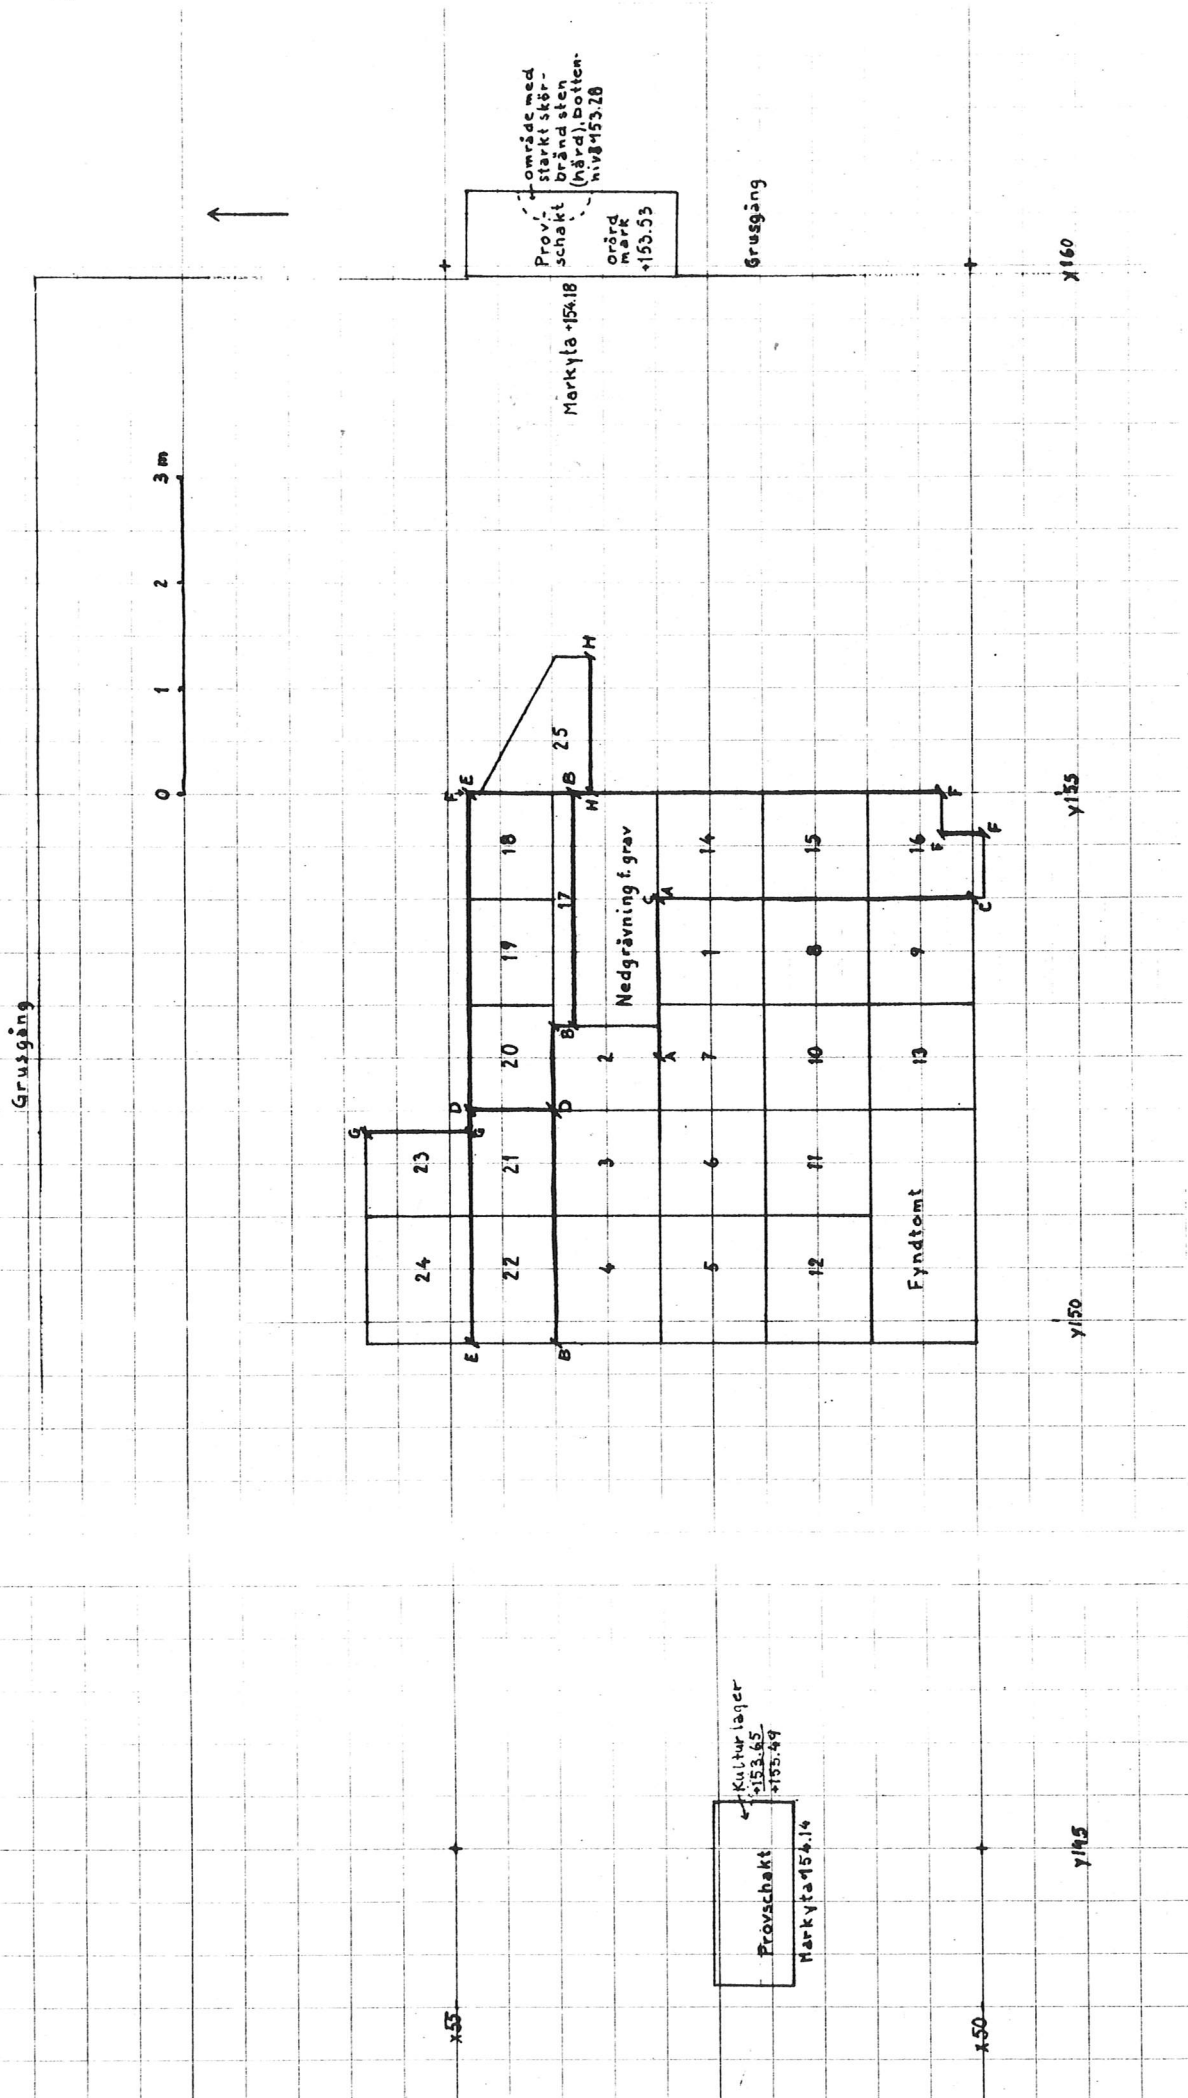 Grusgång
0 1 2 3 m
Prov-
schakt
område med
starkt skör-
bränd sten
(härd), botten-
nivå +153.28
orörd
mark
+153.53
Markyta +154.18
Grusgång
y160
G
24 23
G
E D F E
22 21 20 19 18
B D B 17 B 25
H H
4 3 2 Nedgrävning f. grav
A C A
5 6 7 1 14
12 11 10 8 15
Fyndtomt 13 9 16
F F
C F
y150 y155
x55
Provschakt
Kulturlager
+153.65
+153.49
Markyta +154.14
x50
y145